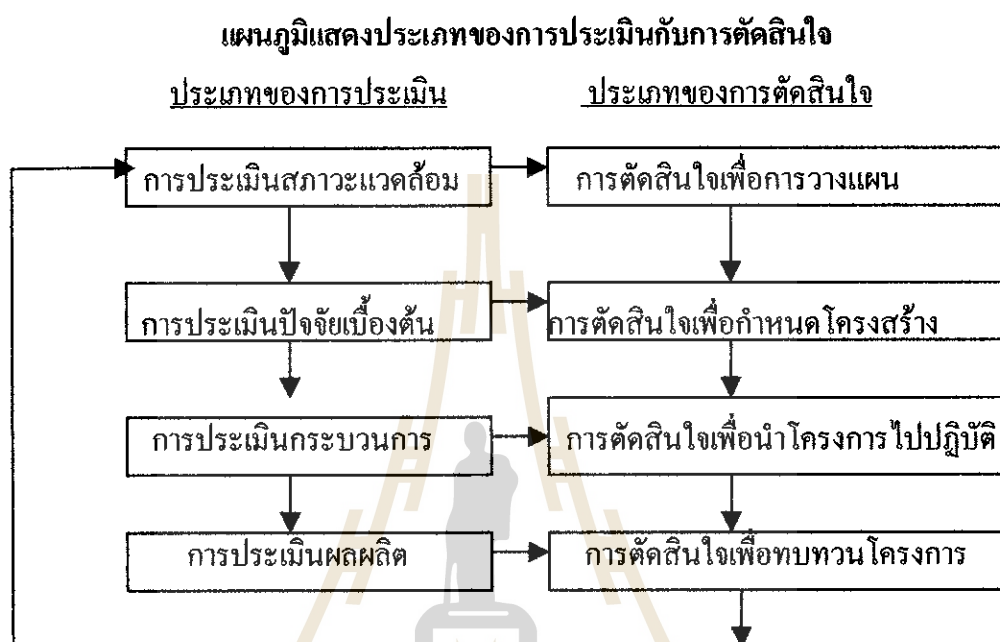 แผนภูมิแสดงประเภทของการประเมินกับการตัดสินใจ
ประเภทของการประเมิน ประเภทของการตัดสินใจ
การประเมินสภาวะแวดล้อม การตัดสินใจเพื่อการวางแผน
การประเมินปัจจัยเบื้องต้น การตัดสินใจเพื่อกำหนดโครงสร้าง
การประเมินกระบวนการ การตัดสินใจเพื่อนำโครงการไปปฏิบัติ
การประเมินผลผลิต การตัดสินใจเพื่อทบทวนโครงการ